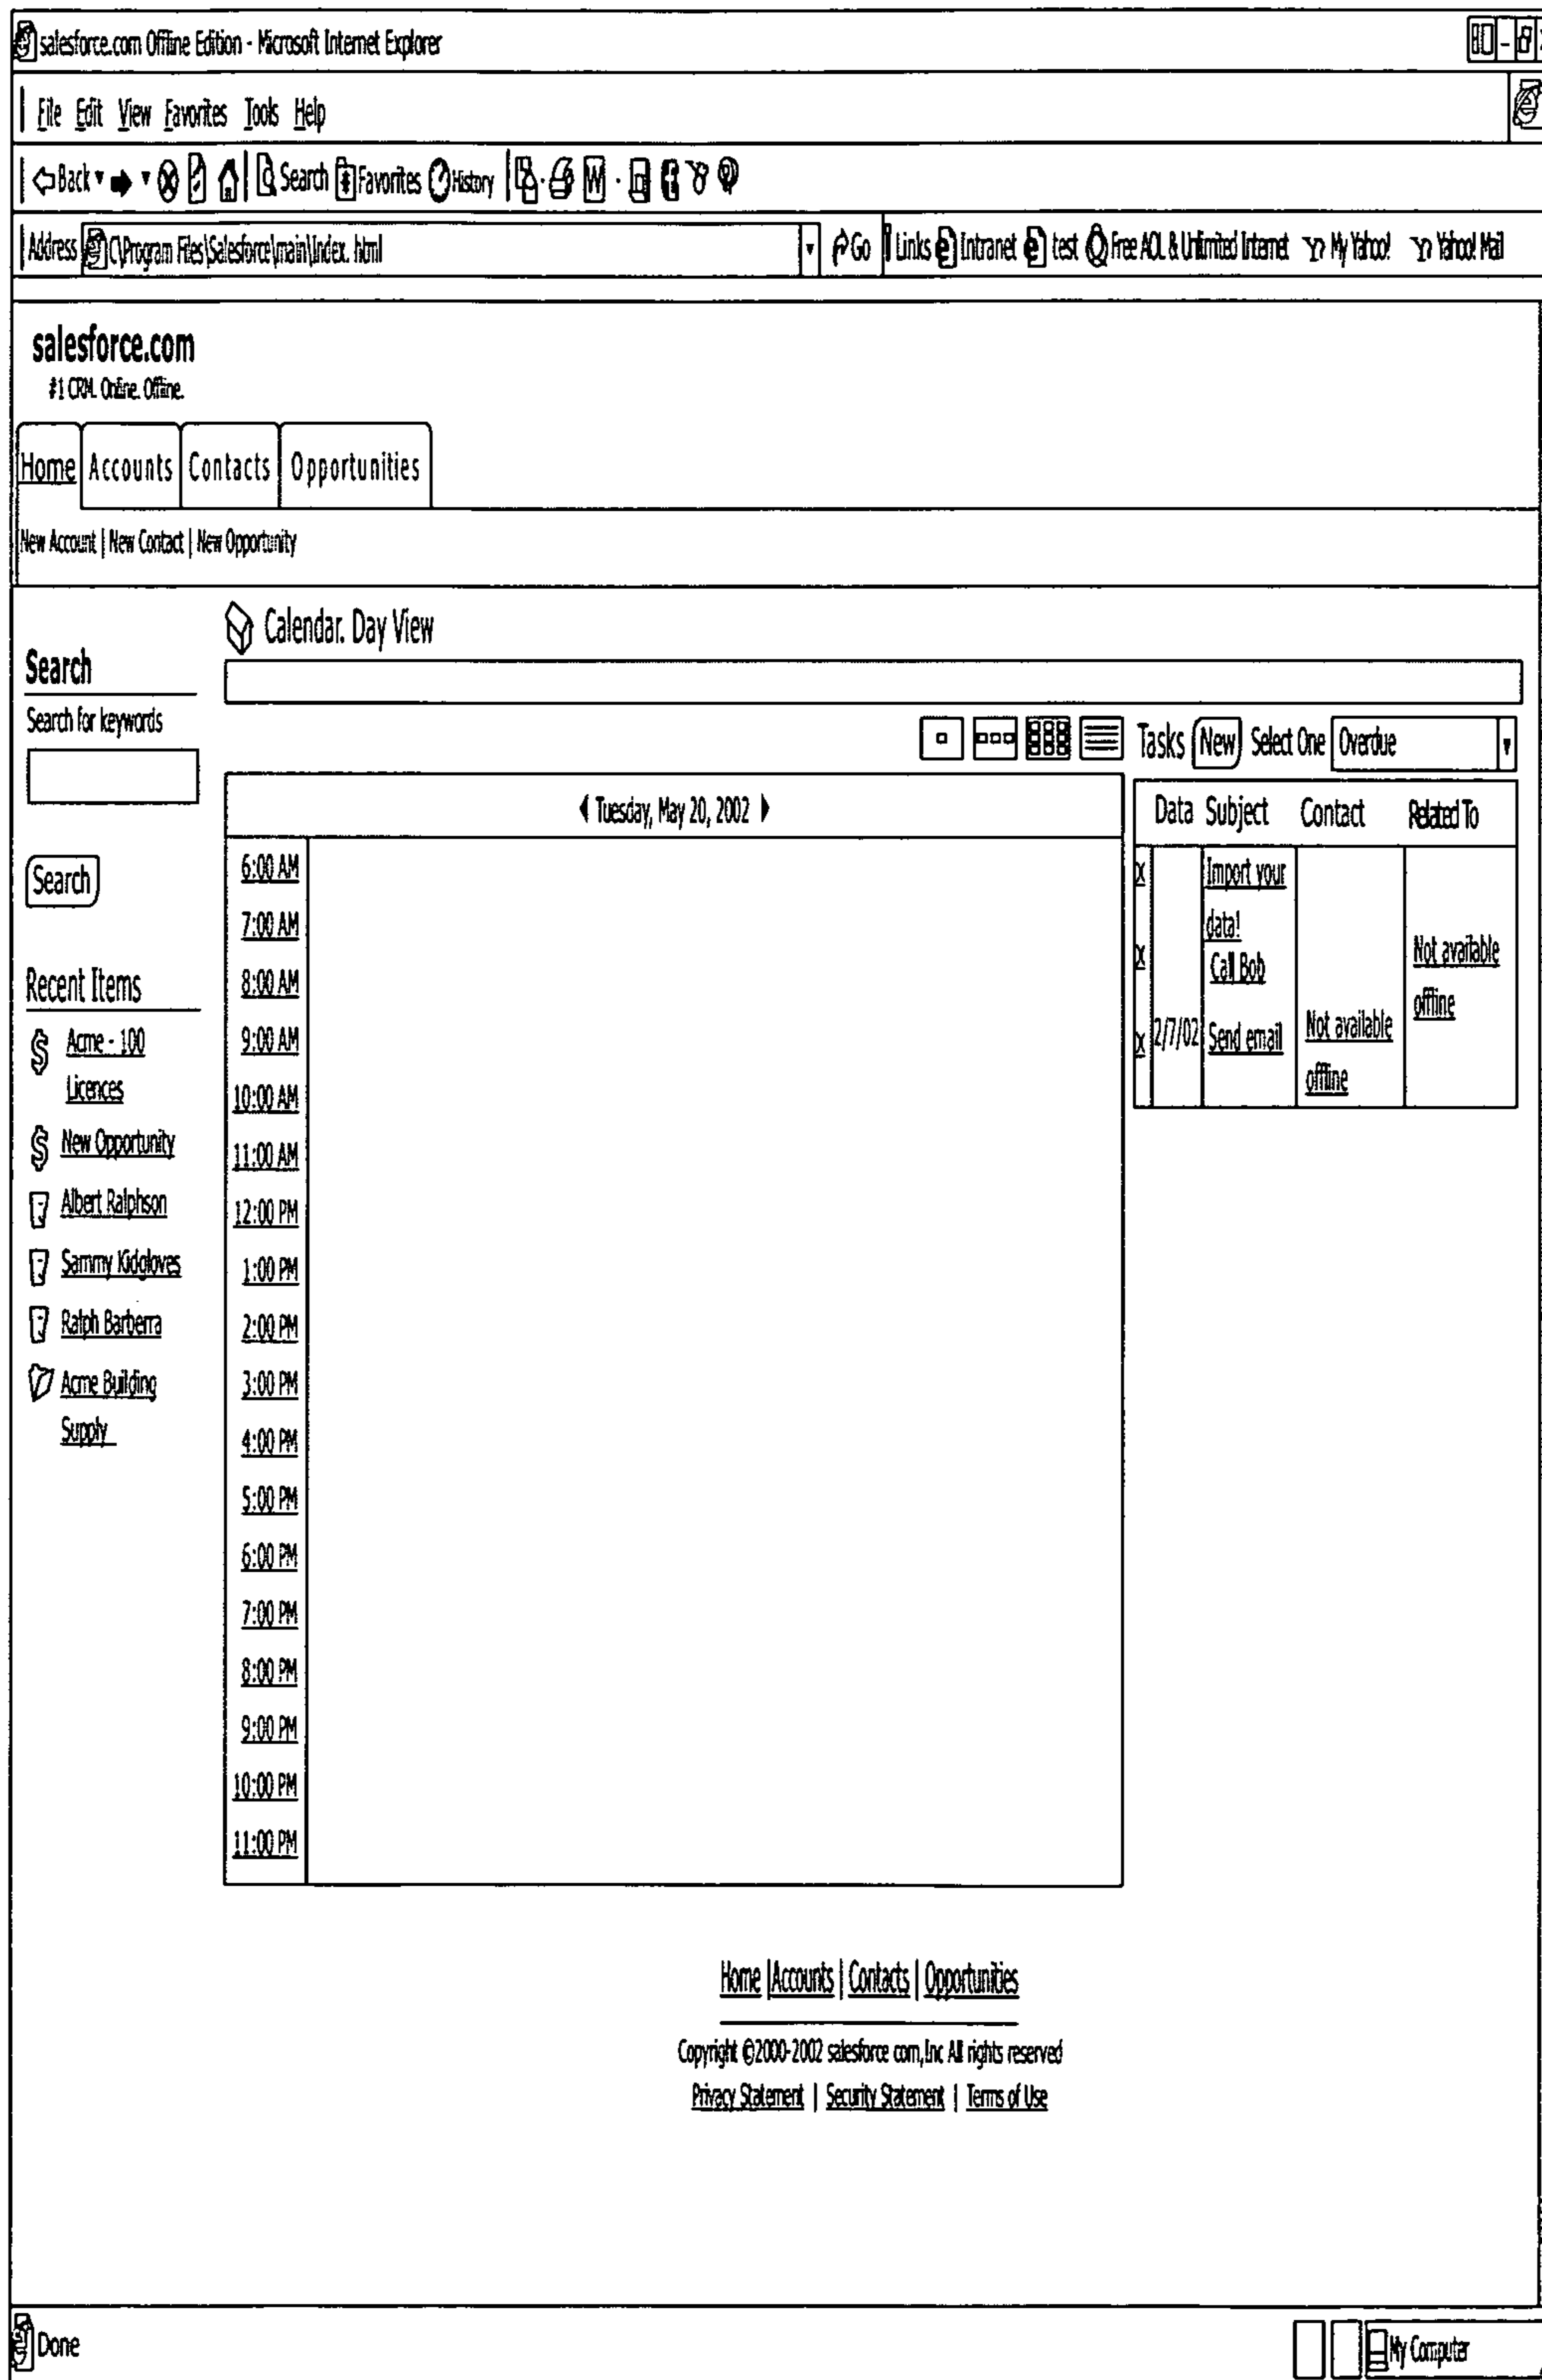 salesforce.com Offline Edition - Microsoft Internet Explorer
File Edit View Favorites Tools Help
Back Search Favorites History W
Address C\Program Files\Salesforce\main\Index. html Go Links Intranet test Free AOL & Unlimited Internet My Yahoo! Yahoo! Mail
salesforce.com
#1 CRM. Online. Offline.
Home Accounts Contacts Opportunities
New Account | New Contact | New Opportunity
Calendar. Day View
Search
Search for keywords
Search
Recent Items
Acme - 100
Licences
New Opportunity
Albert Ralphson
Sammy Kidgloves
Ralph Barberra
Acme Building
Supply
Tuesday, May 20, 2002
6:00 AM
7:00 AM
8:00 AM
9:00 AM
10:00 AM
11:00 AM
12:00 PM
1:00 PM
2:00 PM
3:00 PM
4:00 PM
5:00 PM
6:00 PM
7:00 PM
8:00 PM
9:00 PM
10:00 PM
11:00 PM
Tasks New Select One Overdue
Data Subject Contact Related To
X Import your
data!
X Call Bob
Not available
offline
X 2/7/02 Send email Not available
offline
Home | Accounts | Contacts | Opportunities
Copyright ©2000-2002 salesforce com, Inc All rights reserved
Privacy Statement | Security Statement | Terms of Use
Done My Computer